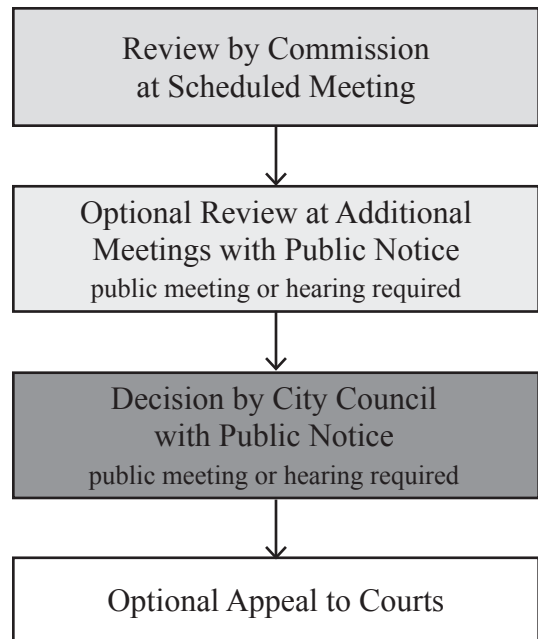 Review by Commission
at Scheduled Meeting
Optional Review at Additional
Meetings with Public Notice
public meeting or hearing required
Decision by City Council
with Public Notice
public meeting or hearing required
Optional Appeal to Courts